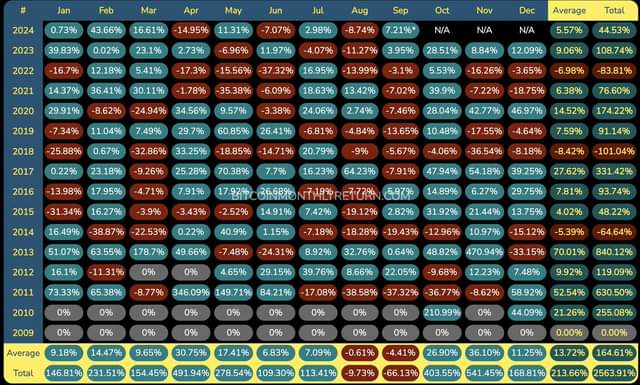 # Jan Feb Mar Apr May Jun Jul Aug Sep Oct Nov Dec Average Total
2024 0.73% 43.66% 16.61% -14.95% 11.31% -7.07% 2.98% -8.74% 7.21%* N/A N/A N/A 5.57% 44.53%
2023 39.83% 0.02% 23.1% 2.73% -6.96% 11.97% -4.07% -11.27% 3.95% 28.51% 8.84% 12.09% 9.06% 108.74%
2022 -16.7% 12.18% 5.41% -17.3% -15.56% -37.32% 16.95% -13.99% -3.1% 5.53% -16.26% -3.65% -6.98% -83.81%
2021 14.37% 36.41% 30.11% -1.78% -35.38% -6.09% 18.63% 13.42% -7.02% 39.9% -7.22% -18.75% 6.38% 76.60%
2020 29.91% -8.62% -24.94% 34.56% 9.57% -3.38% 24.06% 2.74% -7.46% 28.04% 42.77% 46.97% 14.52% 174.22%
2019 -7.34% 11.04% 7.49% 29.7% 60.85% 26.41% -6.81% -4.84% -13.65% 10.48% -17.55% -4.64% 7.59% 91.14%
2018 -25.88% 0.67% -32.86% 33.25% -18.85% -14.71% 20.79% -9% -5.67% -4.06% -36.54% -8.18% -8.42% -101.04%
2017 0.22% 23.18% -9.26% 25.28% 70.38% 7.7% 16.3% 64.23% -7.91% 47.94% 54.18% 39.25% 27.62% 331.42%
2016 -13.98% 17.95% -4.71% 7.91% 17.92% 26.68% -7.18% -7.77% 5.97% 14.89% 6.27% 29.75% 7.81% 93.74%
BITCOINMONTHLYRETURN.COM
2015 -31.34% 16.27% -3.9% -3.43% -2.52% 14.91% 7.42% -19.12% 2.82% 31.92% 21.44% 13.75% 4.02% 48.22%
2014 16.49% -38.87% -22.53% 0.22% 40.9% 1.15% -7.18% -18.28% -19.43% -12.96% 10.97% -15.12% -5.39% -64.64%
2013 51.07% 63.55% 178.7% 49.66% -7.48% -24.31% 8.92% 32.76% 0.64% 48.82% 470.94% -33.15% 70.01% 840.12%
2012 16.1% -11.31% 0% 0% 4.65% 29.15% 39.76% 8.66% 22.05% -9.68% 12.23% 7.48% 9.92% 119.09%
2011 73.33% 65.38% -8.77% 346.09% 149.71% 84.21% -17.08% -38.58% -37.32% -36.77% -8.62% 58.92% 52.54% 630.50%
2010 0% 0% 0% 0% 0% 0% 0% 0% 0% 210.99% 0% 44.09% 21.26% 255.08%
2009 0% 0% 0% 0% 0% 0% 0% 0% 0% 0% 0% 0% 0.00% 0.00%
Average 9.18% 14.47% 9.65% 30.75% 17.41% 6.83% 7.09% -0.61% -4.41% 26.90% 36.10% 11.25% 13.72% 164.61%
Total 146.81% 231.51% 154.45% 491.94% 278.54% 109.30% 113.41% -9.73% -66.13% 403.55% 541.45% 168.81% 213.66% 2563.91%